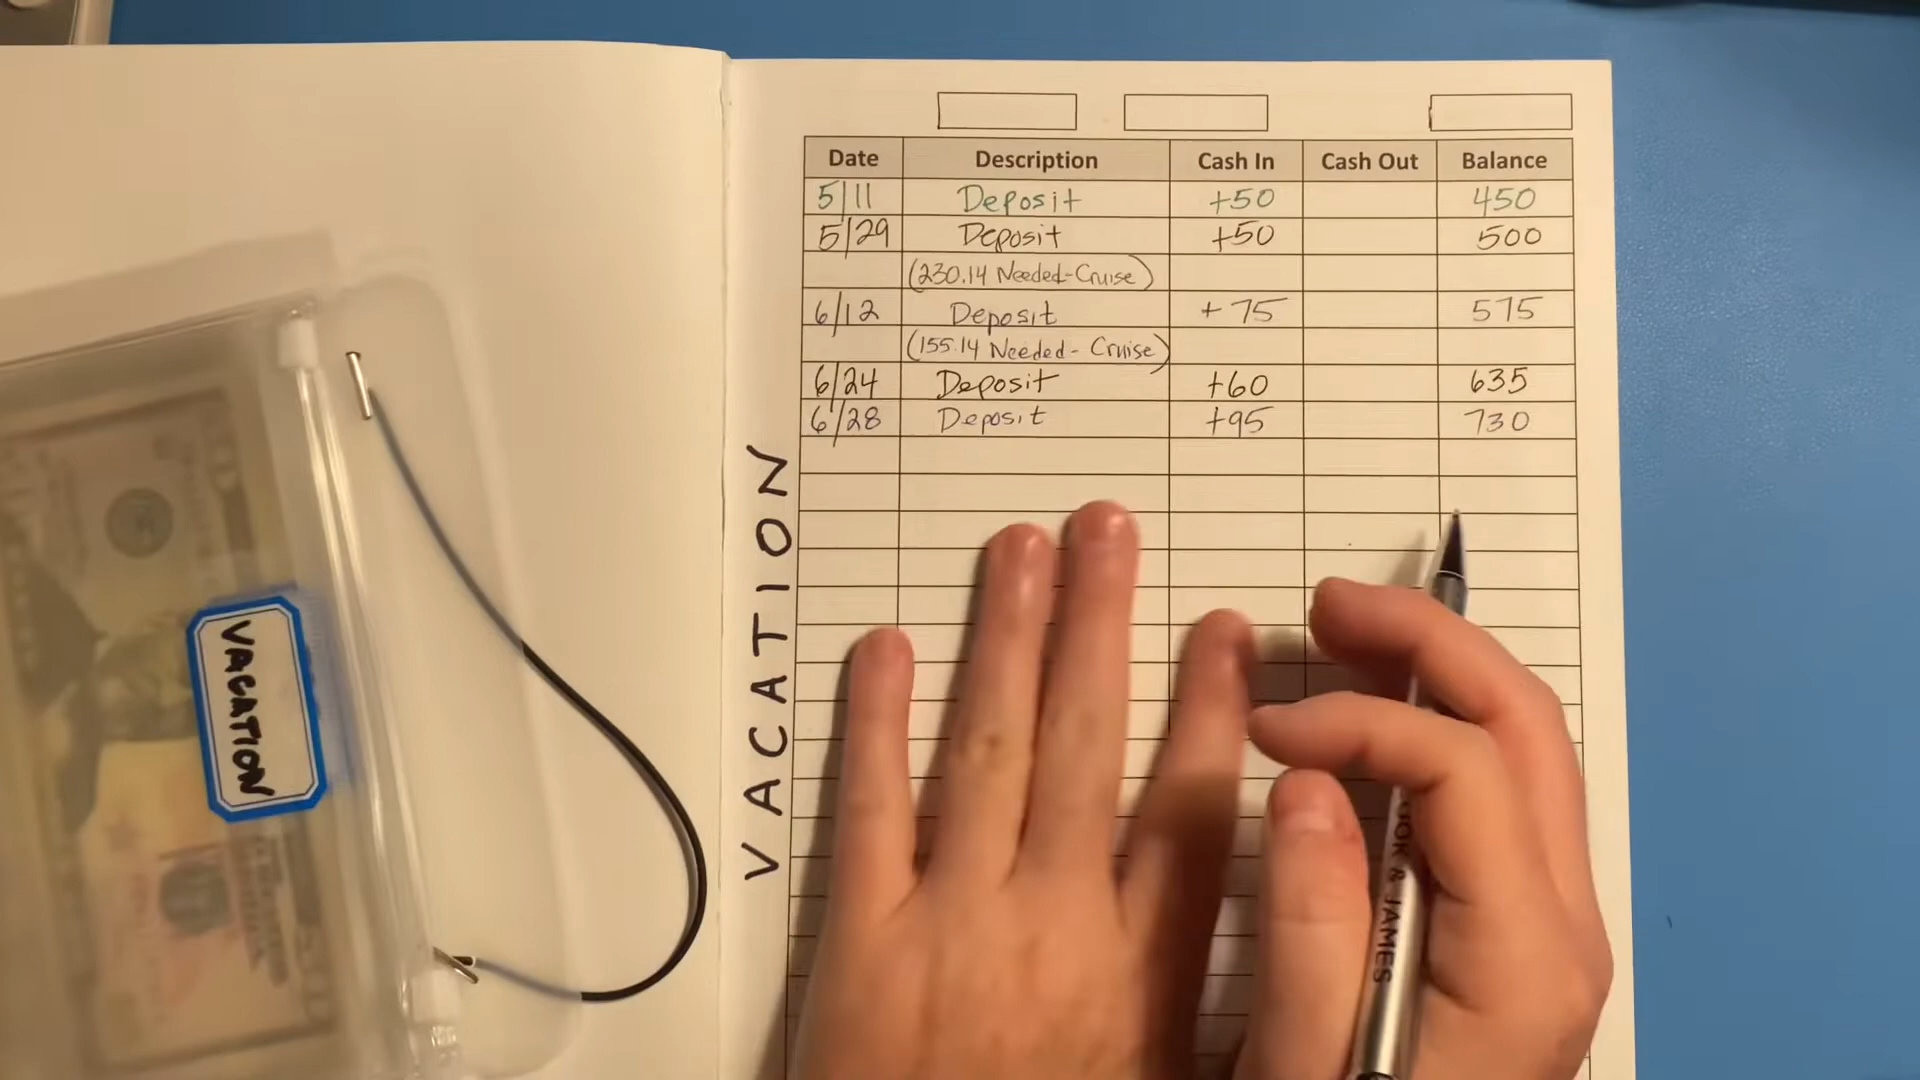 Date Description Cash In Cash Out Balance
5/11 Deposit +50 450
5/29 Deposit +50 500
(230.14 Needed-Cruise)
6/12 Deposit +75 575
(155.14 Needed- Cruise)
6/24 Deposit +60 635
6/28 Deposit +95 730
VACATION
VACATION
OOK & JAMES